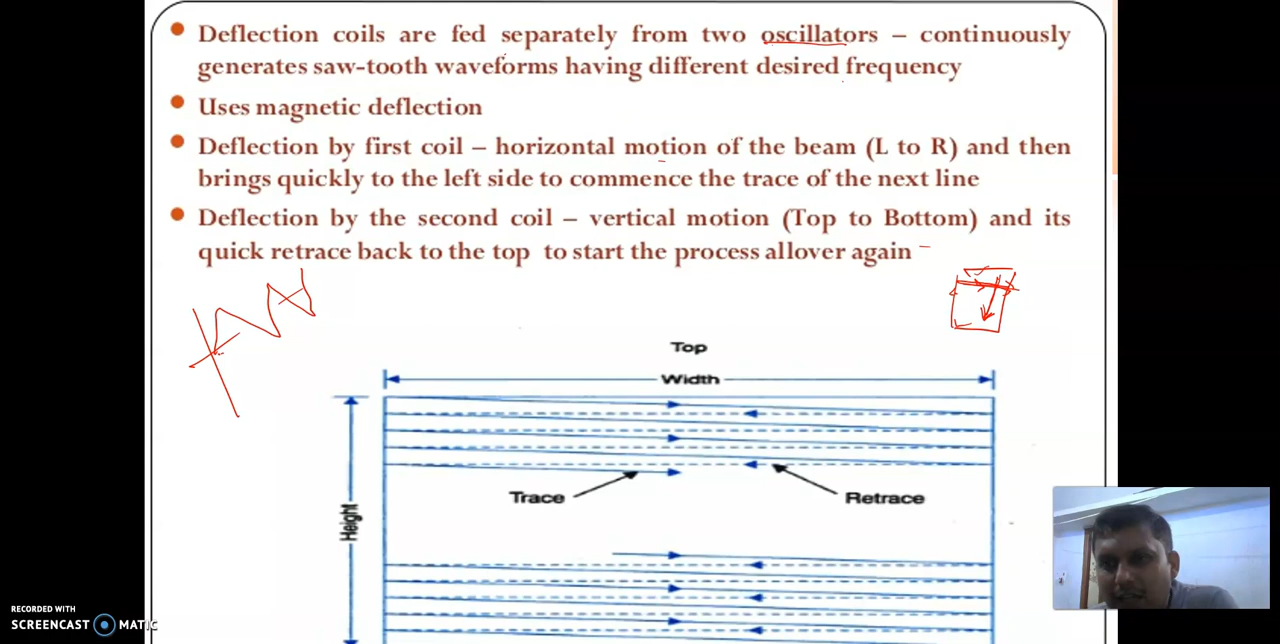 Deflection coils are fed separately from two oscillators – continuously
generates saw-tooth waveforms having different desired frequency
Uses magnetic deflection
Deflection by first coil – horizontal motion of the beam (L to R) and then
brings quickly to the left side to commence the trace of the next line
Deflection by the second coil – vertical motion (Top to Bottom) and its
quick retrace back to the top to start the process allover again
Top
Width
Trace
Retrace
Height
RECORDED WITH
SCREENCAST MATIC